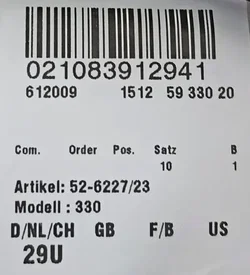 021083912941
612009 1512 59 330 20
Com. Order Pos. Satz B
10 1
Artikel: 52-6227/23
Modell : 330
D/NL/CH GB F/B US
29U